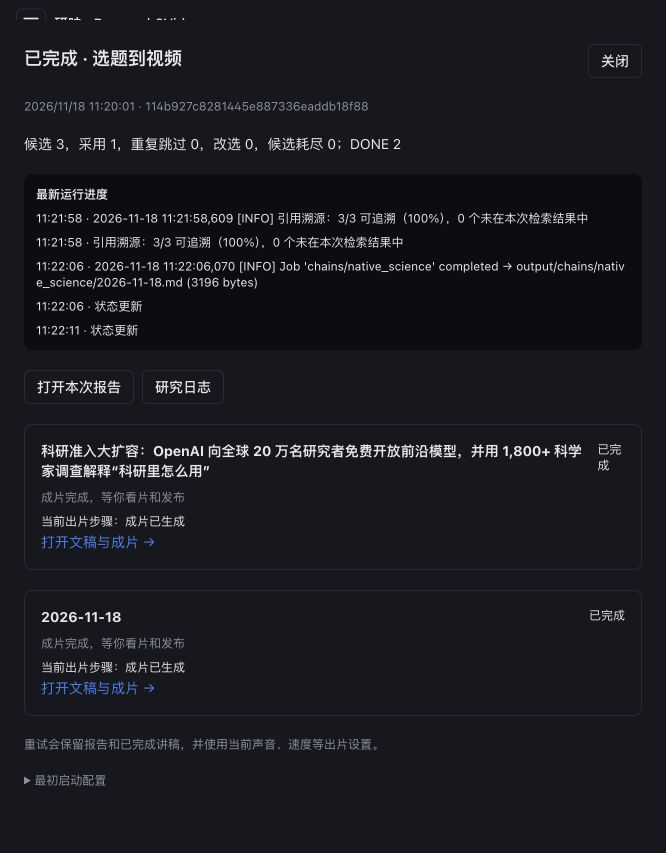 已完成 · 选题到视频
关闭
2026/11/18 11:20:01 · 114b927c8281445e887336eaddb18f88
候选 3，采用 1，重复跳过 0，改选 0，候选耗尽 0；DONE 2
最新运行进度
11:21:58 · 2026-11-18 11:21:58,609 [INFO] 引用溯源：3/3 可追溯（100%），0 个未在本次检索结果中
11:21:58 · 引用溯源：3/3 可追溯（100%），0 个未在本次检索结果中
11:22:06 · 2026-11-18 11:22:06,070 [INFO] Job 'chains/native_science' completed → output/chains/nativ
e_science/2026-11-18.md (3196 bytes)
11:22:06 · 状态更新
11:22:11 · 状态更新
打开本次报告
研究日志
科研准入大扩容：OpenAI 向全球 20 万名研究者免费开放前沿模型，并用 1,800+ 科学
家调查解释“科研里怎么用”
已完
成
成片完成，等你看片和发布
当前出片步骤：成片已生成
打开文稿与成片 →
2026-11-18
已完成
成片完成，等你看片和发布
当前出片步骤：成片已生成
打开文稿与成片 →
重试会保留报告和已完成讲稿，并使用当前声音、速度等出片设置。
▶ 最初启动配置